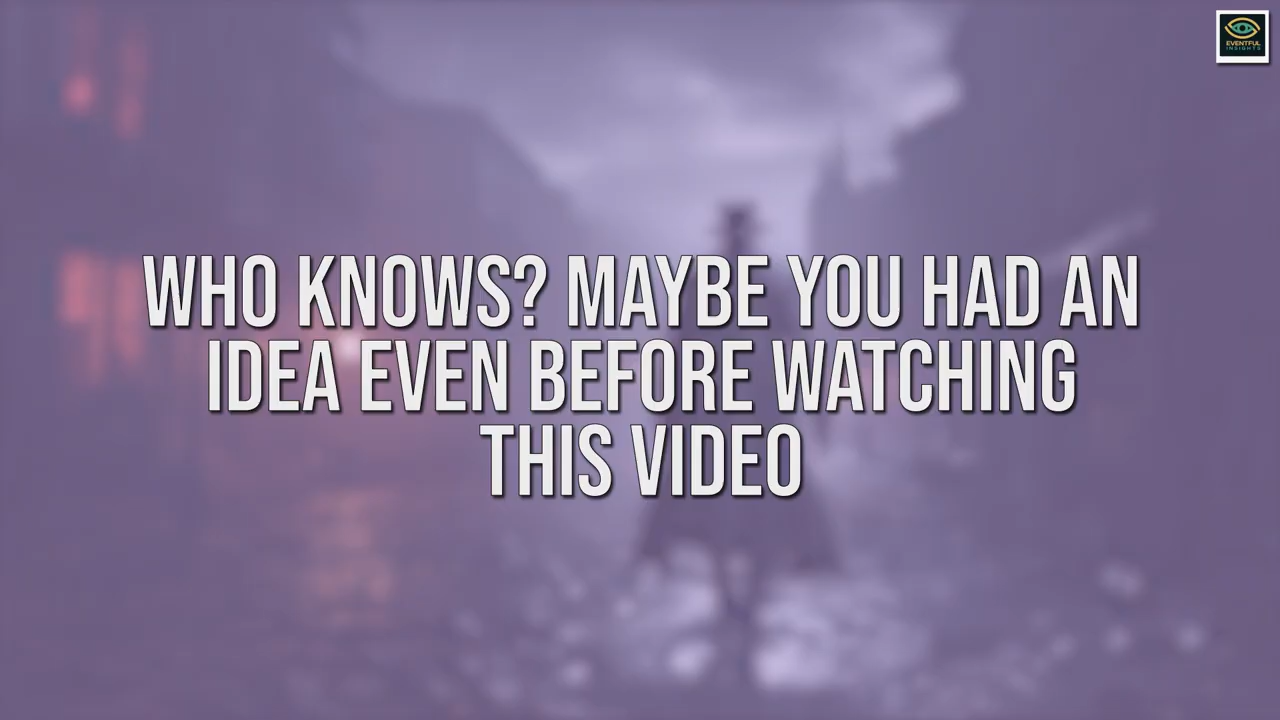 EVENTFUL
INSIGHTS
WHO KNOWS? MAYBE YOU HAD AN
IDEA EVEN BEFORE WATCHING
THIS VIDEO